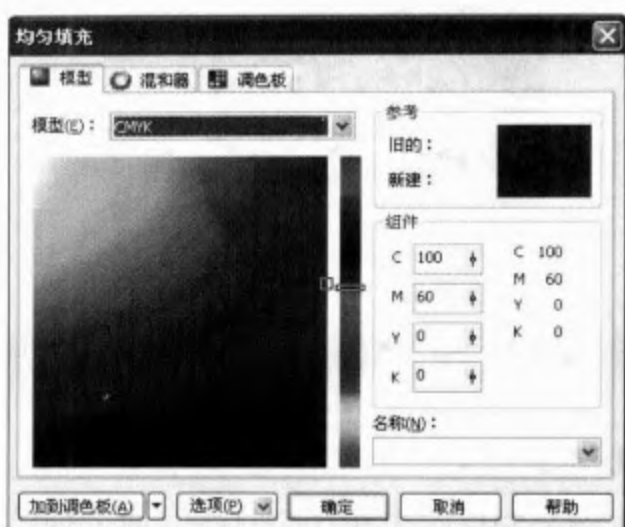 均匀填充
模型 混和器 调色板
模型(E)： CMYK
参考
旧的：
新建：
组件
C 100 C 100
M 60 M 60
Y 0 Y 0
K 0 K 0
名称(N)：
加到调色板(A) 选项(P) 确定 取消 帮助